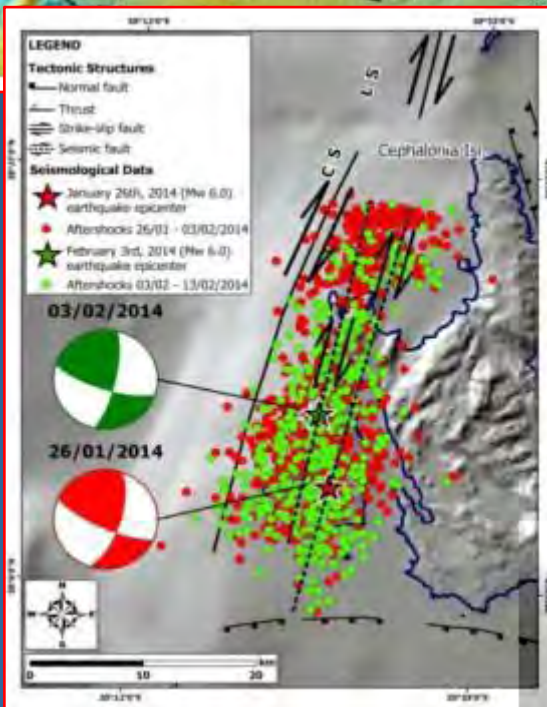 LEGEND
Tectonic Structures
Normal fault
Thrust
Strike-slip fault
Seismic fault
Seismological Data
January 26th, 2014 (Mw 6.0)
earthquake epicenter
Aftershocks 26/01 - 03/02/2014
February 3rd, 2014 (Mw 6.0)
earthquake epicenter
Aftershocks 03/02 - 13/02/2014
L S
C S
Cephalonia Isl
03/02/2014
26/01/2014
N
W E
S
km
0 10 20